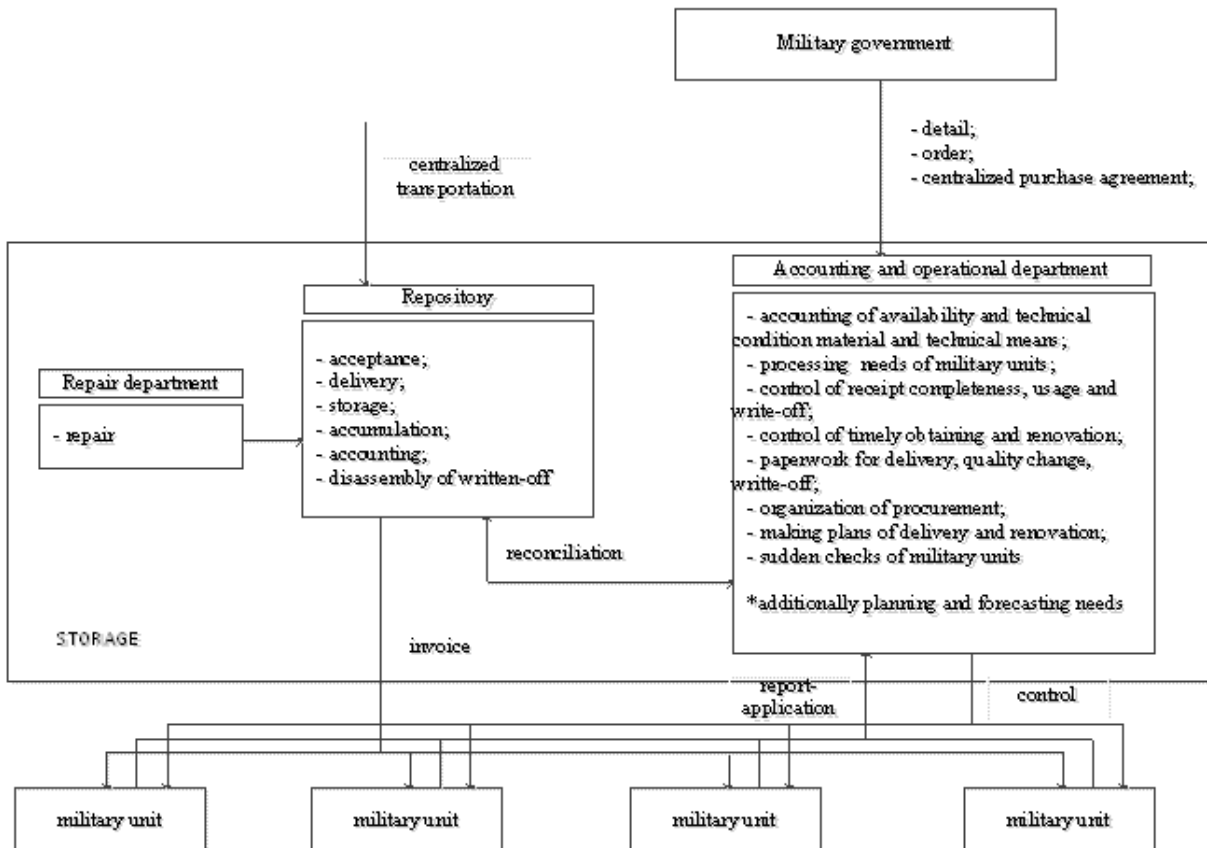 Military government
- detail;
- order;
- centralized purchase agreement;
centralized
transportation
Accounting and operational department
- accounting of availability and technical
condition material and technical means;
- processing needs of military units;
- control of receipt completeness, usage and
write-off;
- control of timely obtaining and renovation;
- paperwork for delivery, quality change,
writte-off;
- organization of procurement;
- making plans of delivery and renovation;
- sudden checks of military units
*additionally planning and forecasting needs
Repository
- acceptance;
- delivery;
- storage;
- accumulation;
- accounting;
- disassembly of written-off
Repair department
- repair
reconciliation
STORAGE
invoice
report-
application
control
military unit
military unit
military unit
military unit